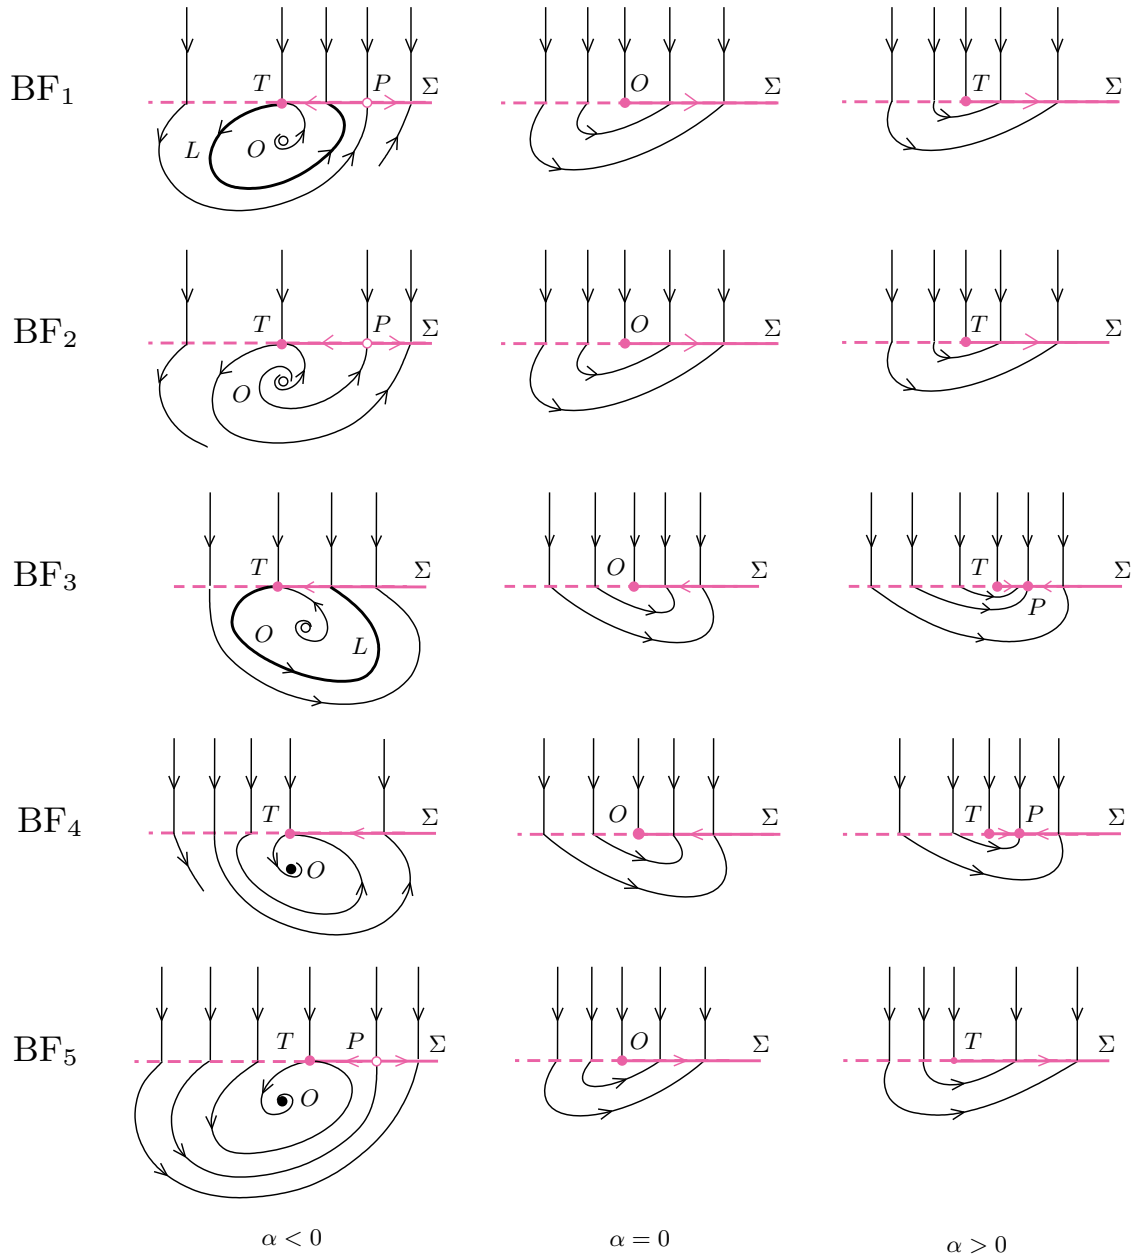 BF₁ T P Σ O Σ T Σ
L O
BF₂ T P Σ O Σ T Σ
O
BF₃ T Σ O Σ T Σ
O L P
BF₄ T Σ O Σ T P Σ
O
BF₅ T P Σ O Σ T Σ
O
α < 0 α = 0 α > 0